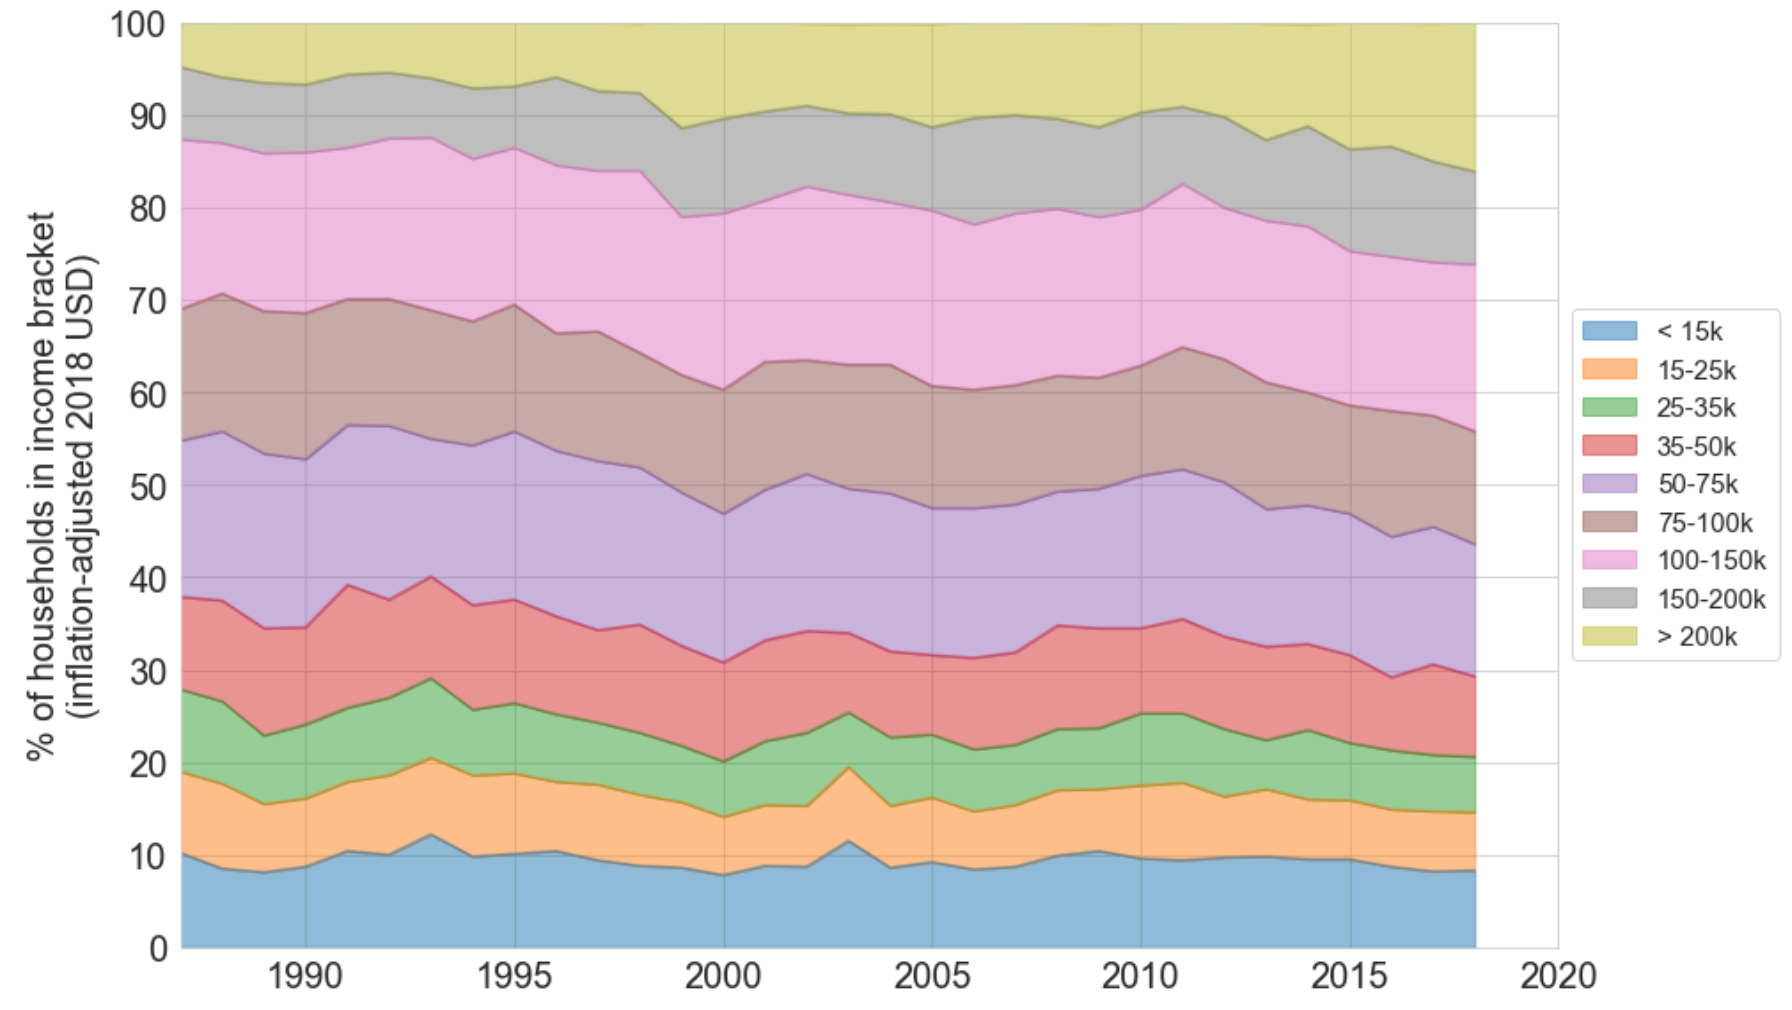 100
90
80
70
60
50
40
30
20
10
0
% of households in income bracket
(inflation-adjusted 2018 USD)
1990 1995 2000 2005 2010 2015 2020
< 15k
15-25k
25-35k
35-50k
50-75k
75-100k
100-150k
150-200k
> 200k